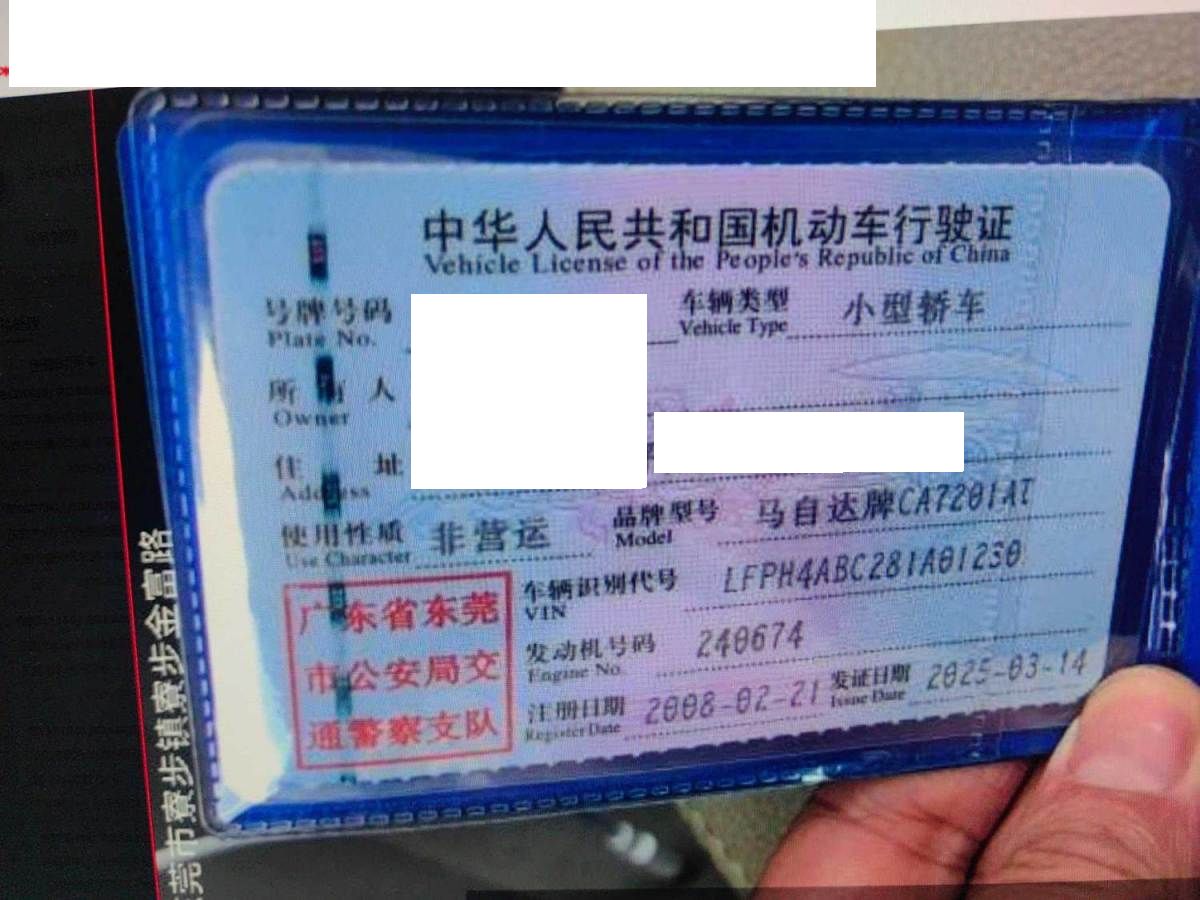 中华人民共和国机动车行驶证
Vehicle License of the People's Republic of China
号牌号码
Plate No.
车辆类型 小型轿车
Vehicle Type
所有人
Owner
住址
Address
使用性质 非营运
Use Character
品牌型号 马自达牌CA7201AT
Model
车辆识别代号 LFPH4ABC281A01230
VIN
发动机号码 240674
Engine No.
注册日期 2008-02-21
Register Date
发证日期 2025-03-14
Issue Date
广东省东莞
市公安局交
通警察支队
莞市寮步镇寮步金富路